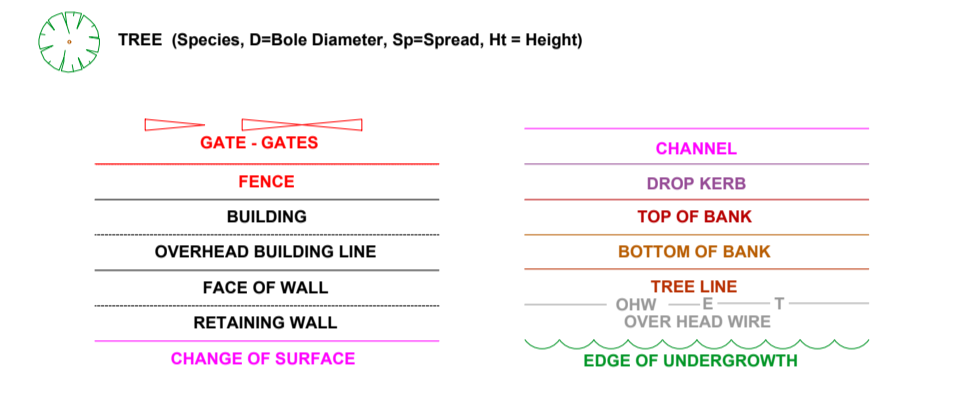 TREE (Species, D=Bole Diameter, Sp=Spread, Ht = Height)
GATE - GATES
FENCE
BUILDING
OVERHEAD BUILDING LINE
FACE OF WALL
RETAINING WALL
CHANGE OF SURFACE
CHANNEL
DROP KERB
TOP OF BANK
BOTTOM OF BANK
TREE LINE
OHW E T
OVER HEAD WIRE
EDGE OF UNDERGROWTH